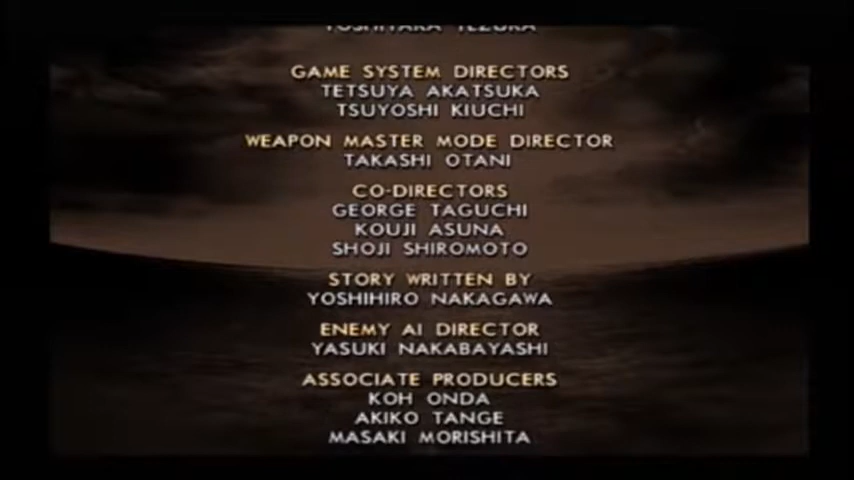 GAME SYSTEM DIRECTORS
TETSUYA AKATSUKA
TSUYOSHI KIUCHI
WEAPON MASTER MODE DIRECTOR
TAKASHI OTANI
CO-DIRECTORS
GEORGE TAGUCHI
KOUJI ASUNA
SHOJI SHIROMOTO
STORY WRITTEN BY
YOSHIHIRO NAKAGAWA
ENEMY AI DIRECTOR
YASUKI NAKABAYASHI
ASSOCIATE PRODUCERS
KOH ONDA
AKIKO TANGE
MASAKI MORISHITA